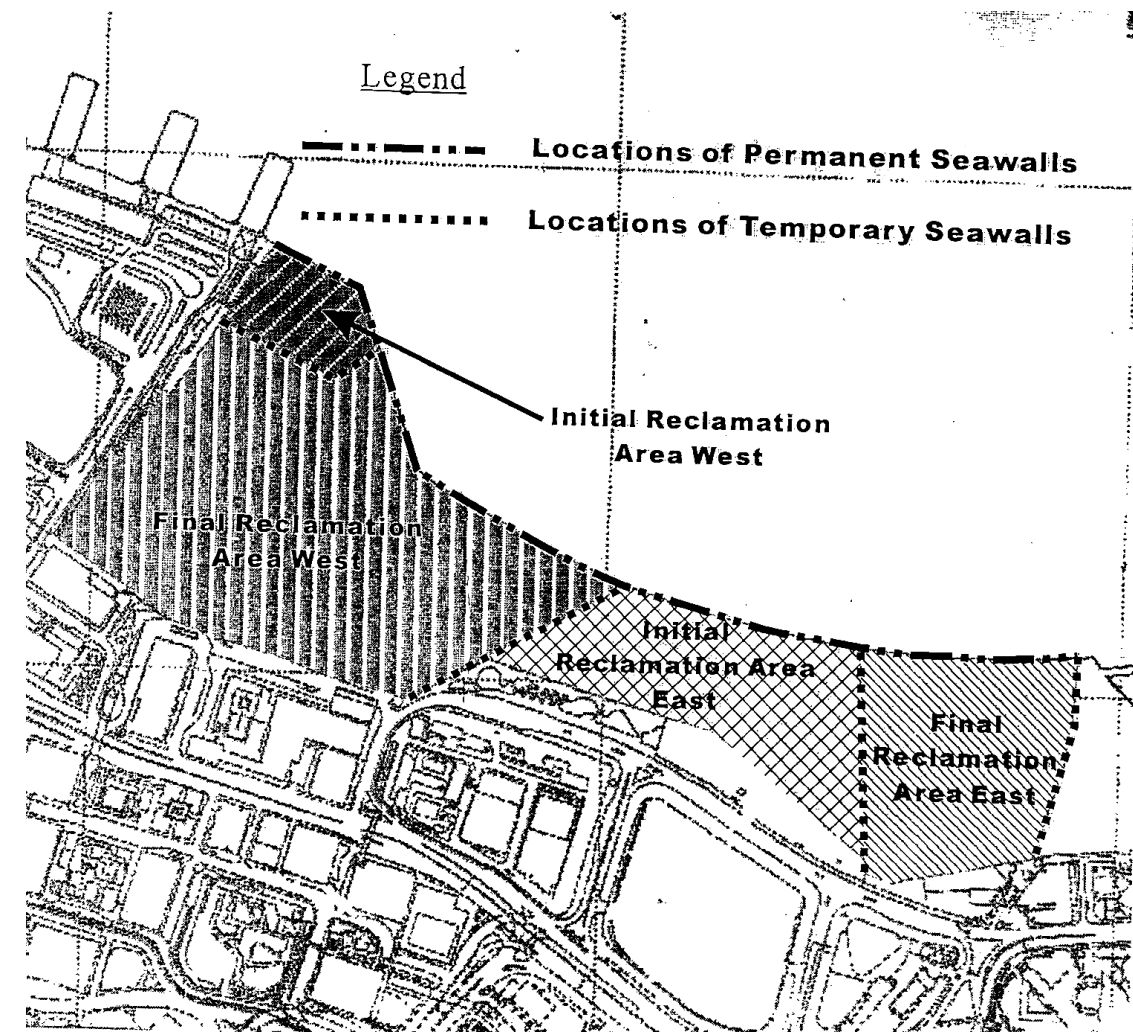 Legend
Locations of Permanent Seawalls
Locations of Temporary Seawalls
Initial Reclamation
Area West
Final Reclamation
Area West
Initial
Reclamation Area
East
Final
Reclamation
Area East